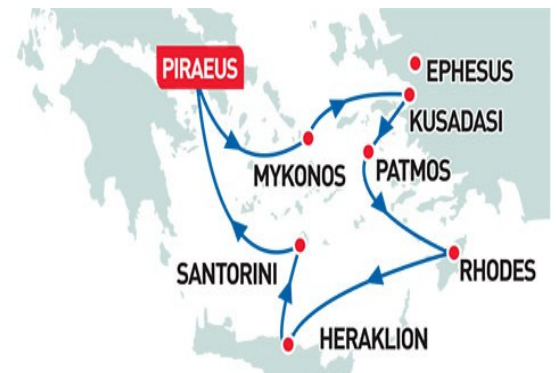 PIRAEUS
EPHESUS
KUSADASI
MYKONOS
PATMOS
SANTORINI
RHODES
HERAKLION